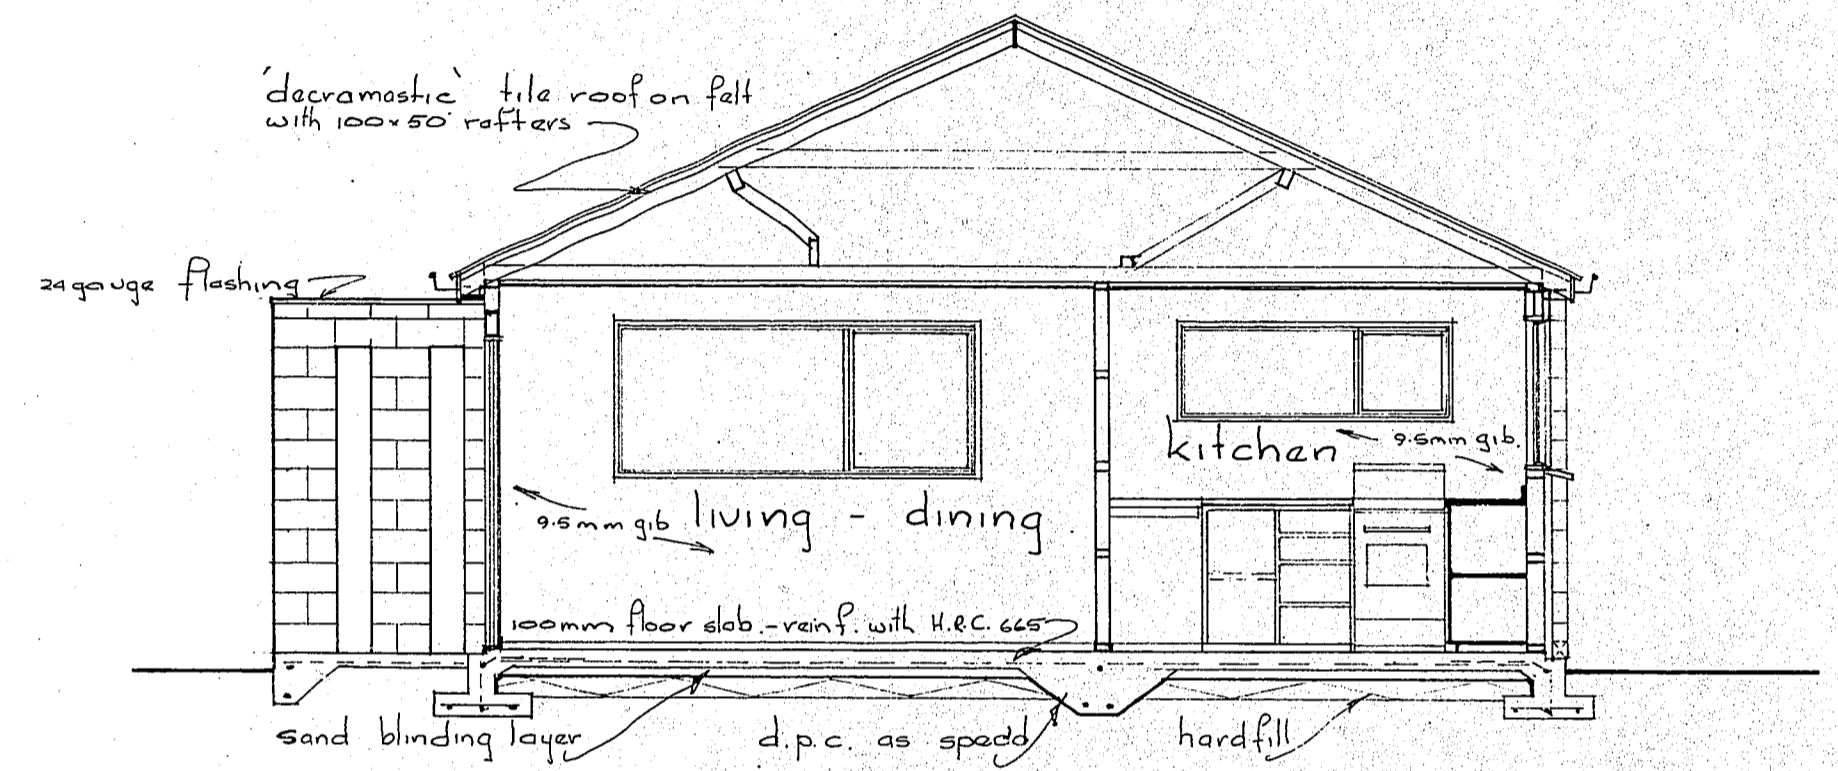 'decramastic' tile roof on felt
with 100x50 rafters
24 gauge flashing
kitchen
9.5mm gib.
9.5mm gib
living - dining
100mm floor slab.-reinf. with H.R.C. 665
sand blinding layer
d.p.c. as specd
hardfill